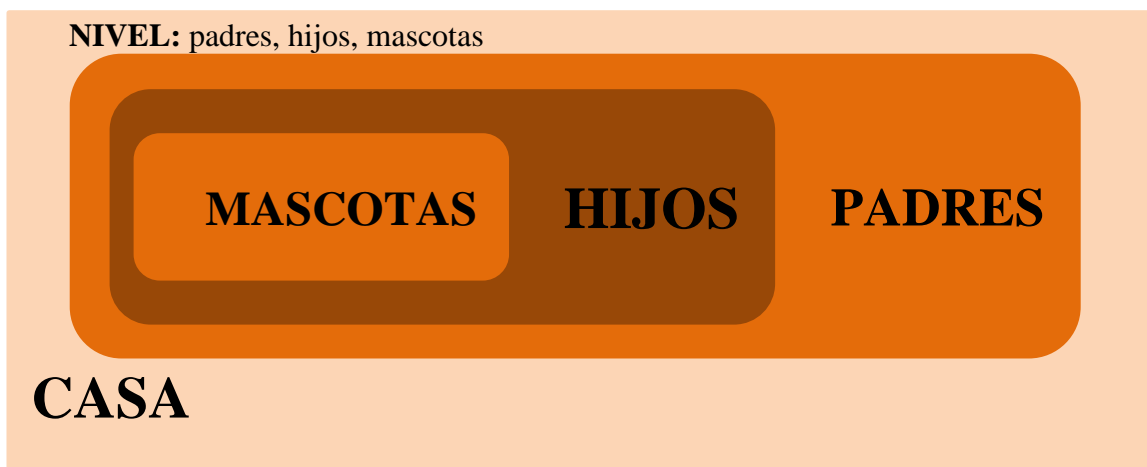 NIVEL: padres, hijos, mascotas
MASCOTAS
HIJOS
PADRES
CASA